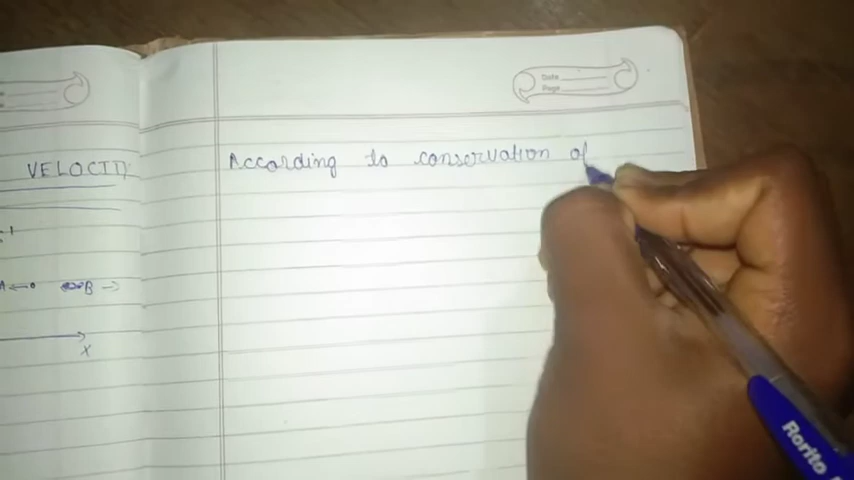 Date
Page
According to conservation of
VELOCITY
A B
X
Rorito